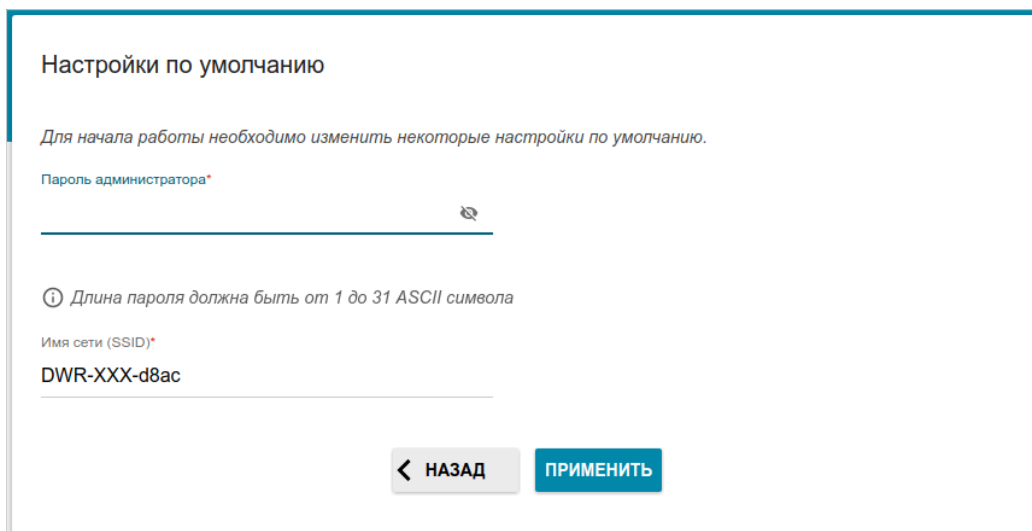 Настройки по умолчанию
Для начала работы необходимо изменить некоторые настройки по умолчанию.
Пароль администратора*
Длина пароля должна быть от 1 до 31 ASCII символа
Имя сети (SSID)*
DWR-XXX-d8ac
НАЗАД
ПРИМЕНИТЬ